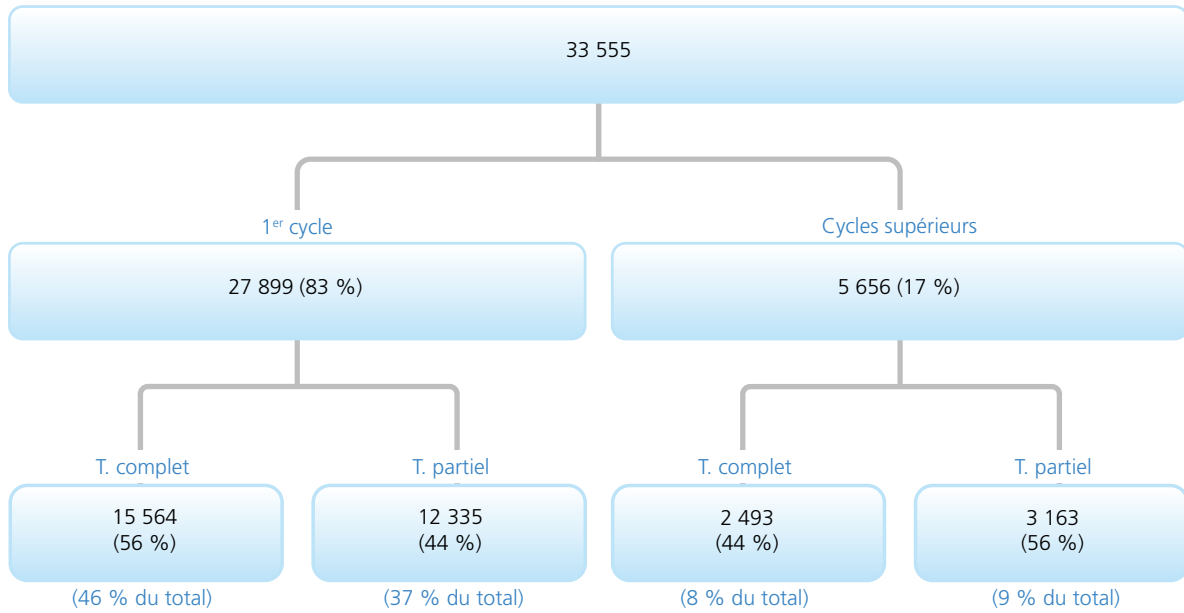 33 555
1er cycle
Cycles supérieurs
27 899 (83 %)
5 656 (17 %)
T. complet
T. partiel
T. complet
T. partiel
15 564
(56 %)
12 335
(44 %)
2 493
(44 %)
3 163
(56 %)
(46 % du total)
(37 % du total)
(8 % du total)
(9 % du total)